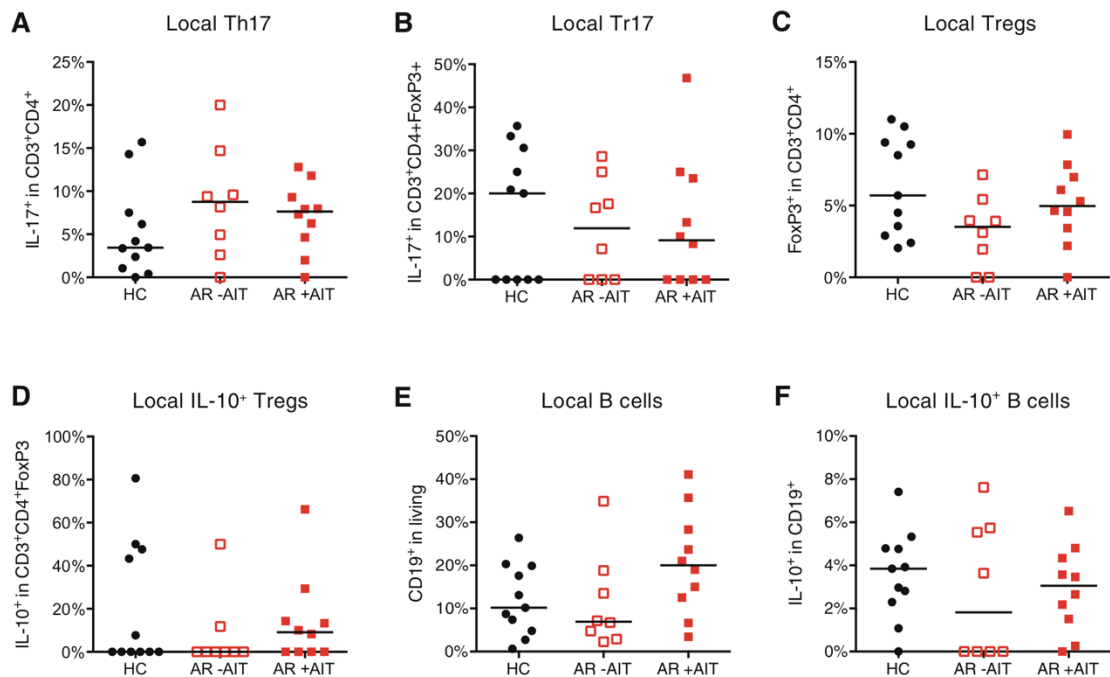 A
Local Th17
IL-17⁺ in CD3⁺CD4⁺
25%
20%
15%
10%
5%
0%
HC
AR -AIT
AR +AIT
B
Local Tr17
IL-17⁺ in CD3⁺CD4+FoxP3+
50%
40%
30%
20%
10%
0%
HC
AR -AIT
AR +AIT
C
Local Tregs
FoxP3⁺ in CD3⁺CD4⁺
15%
10%
5%
0%
HC
AR -AIT
AR +AIT
D
Local IL-10⁺ Tregs
IL-10⁺ in CD3⁺CD4⁺FoxP3
100%
80%
60%
40%
20%
0%
HC
AR -AIT
AR +AIT
E
Local B cells
CD19⁺ in living
50%
40%
30%
20%
10%
0%
HC
AR -AIT
AR +AIT
F
Local IL-10⁺ B cells
IL-10⁺ in CD19⁺
10%
8%
6%
4%
2%
0%
HC
AR -AIT
AR +AIT